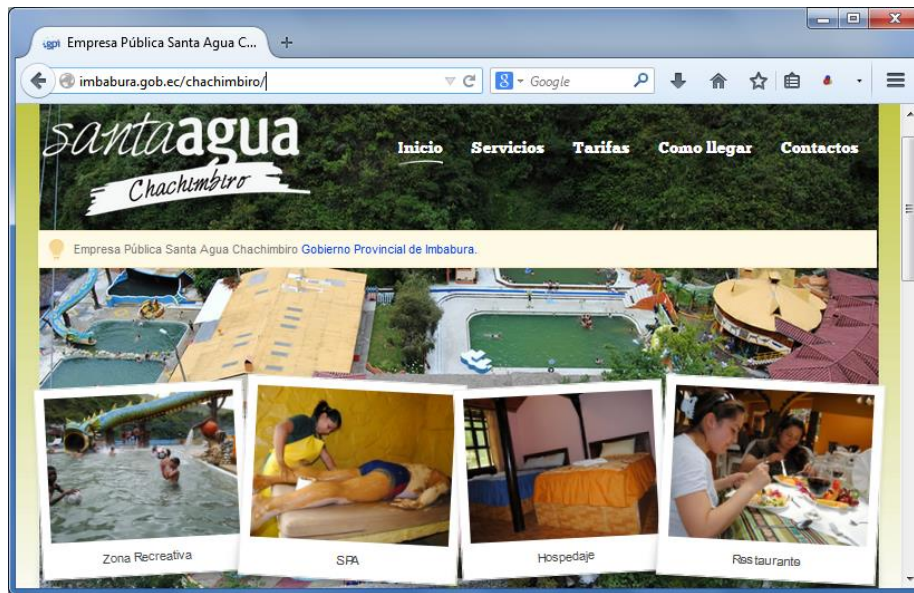 Empresa Pública Santa Agua C...
imbabura.gob.ec/chachimbiro/
Google
santaagua
Chachimbiro
Inicio Servicios Tarifas Como llegar Contactos
Empresa Pública Santa Agua Chachimbiro Gobierno Provincial de Imbabura.
Zona Recreativa
SPA
Hospedaje
Restaurante